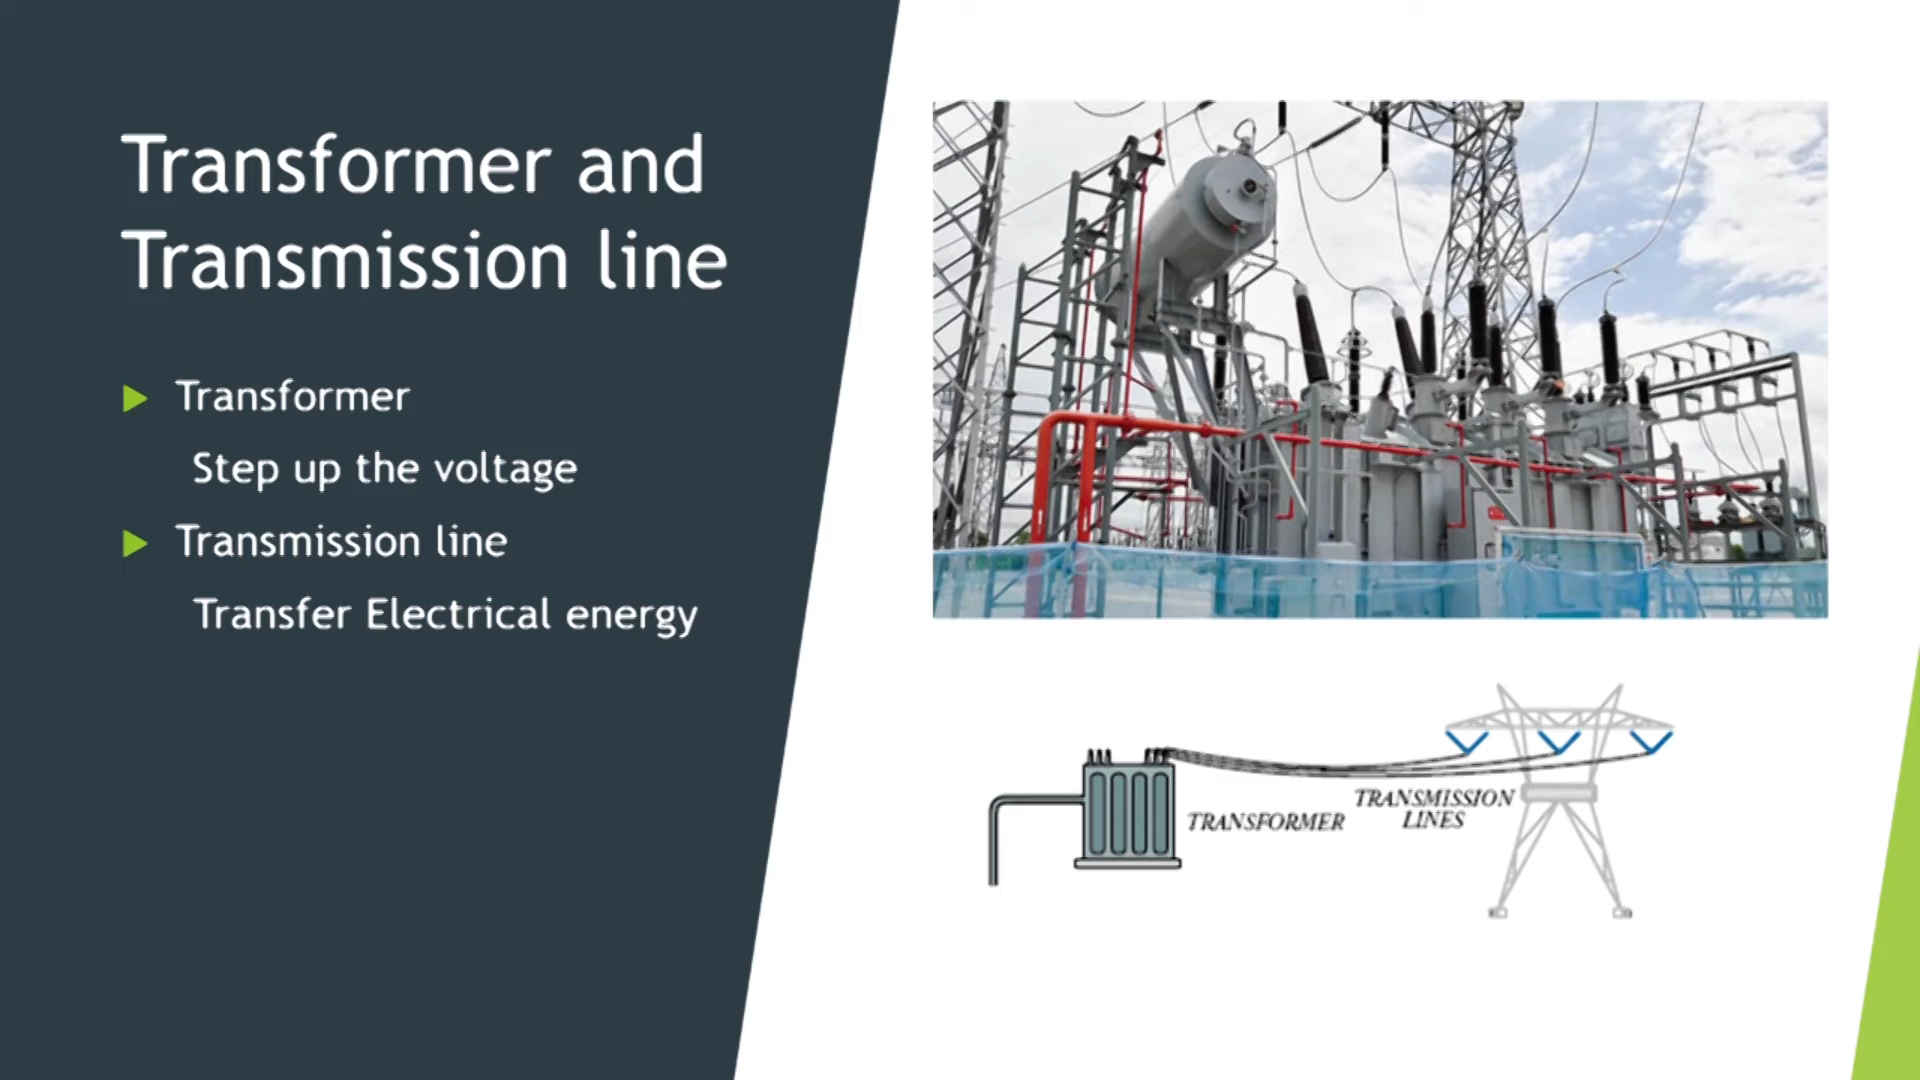 Transformer and
Transmission line
Transformer
Step up the voltage
Transmission line
Transfer Electrical energy
TRANSFORMER
TRANSMISSION
LINES